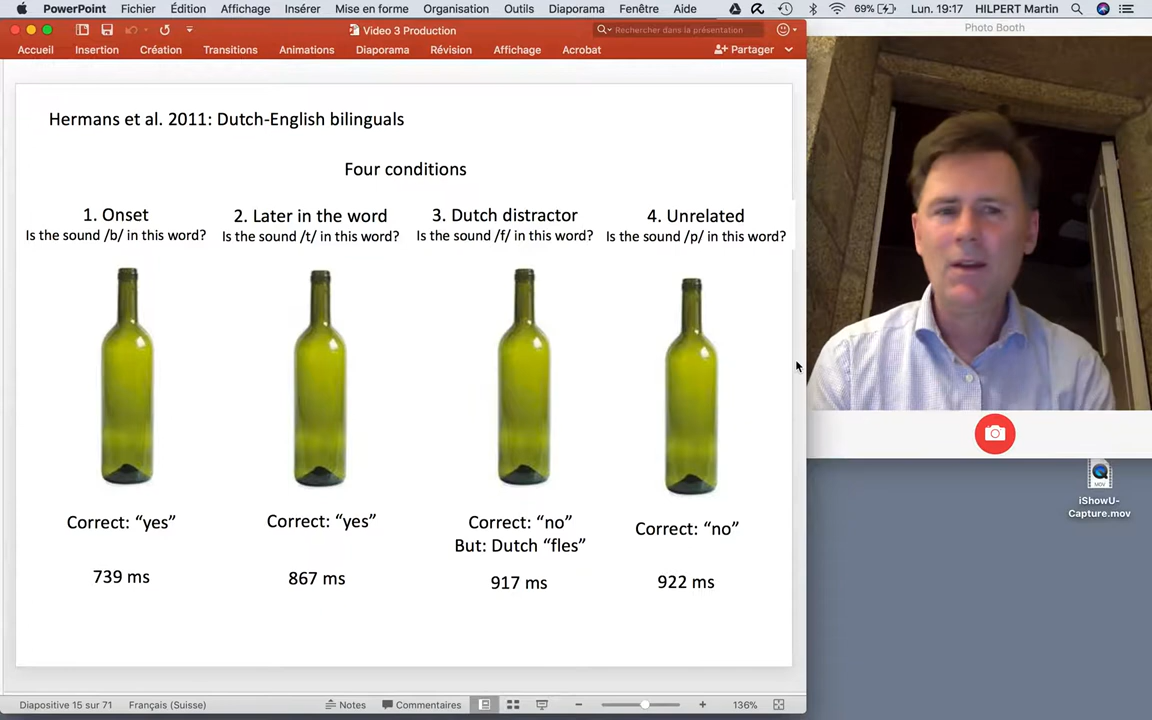 PowerPoint Fichier Édition Affichage Insérer Mise en forme Organisation Outils Diaporama Fenêtre Aide 69% Lun. 19:17 HILPERT Martin
Video 3 Production
Rechercher dans la présentation
Photo Booth
Accueil Insertion Création Transitions Animations Diaporama Révision Affichage Acrobat Partager
Hermans et al. 2011: Dutch-English bilinguals
Four conditions
1. Onset
Is the sound /b/ in this word?
2. Later in the word
Is the sound /t/ in this word?
3. Dutch distractor
Is the sound /f/ in this word?
4. Unrelated
Is the sound /p/ in this word?
Correct: “yes”
739 ms
Correct: “yes”
867 ms
Correct: “no”
But: Dutch “fles”
917 ms
Correct: “no”
922 ms
MOV
iShowU-
Capture.mov
Diapositive 15 sur 71 Français (Suisse) Notes Commentaires 136%